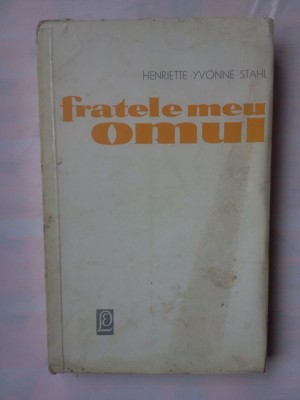 HENRIETTE YVONNE STAHL
fratele meu
omul